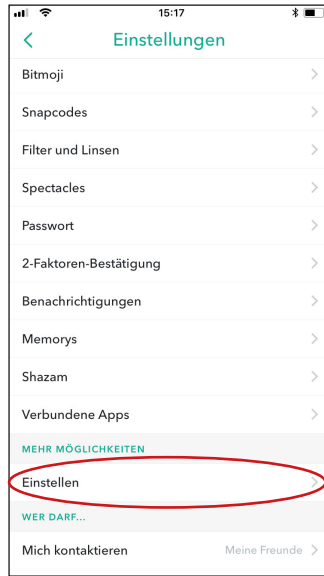 15:17
Einstellungen
Bitmoji
Snapcodes
Filter und Linsen
Spectacles
Passwort
2-Faktoren-Bestätigung
Benachrichtigungen
Memorys
Shazam
Verbundene Apps
MEHR MÖGLICHKEITEN
Einstellen
WER DARF...
Mich kontaktieren Meine Freunde